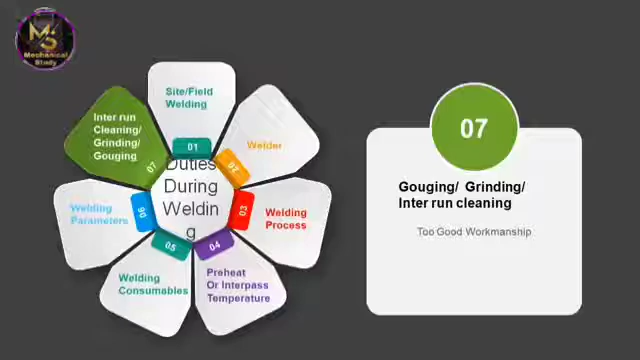 MS
Mechanical
Study
Site/Field
Welding
01
Welder
02
Welding
Process
03
Preheat
Or Interpass
Temperature
04
Welding
Consumables
05
Welding
Parameters
06
Inter run
Cleaning/
Grinding/
Gouging
07
Duties
During
Weldin
g
07
Gouging/ Grinding/
Inter run cleaning
Too Good Workmanship